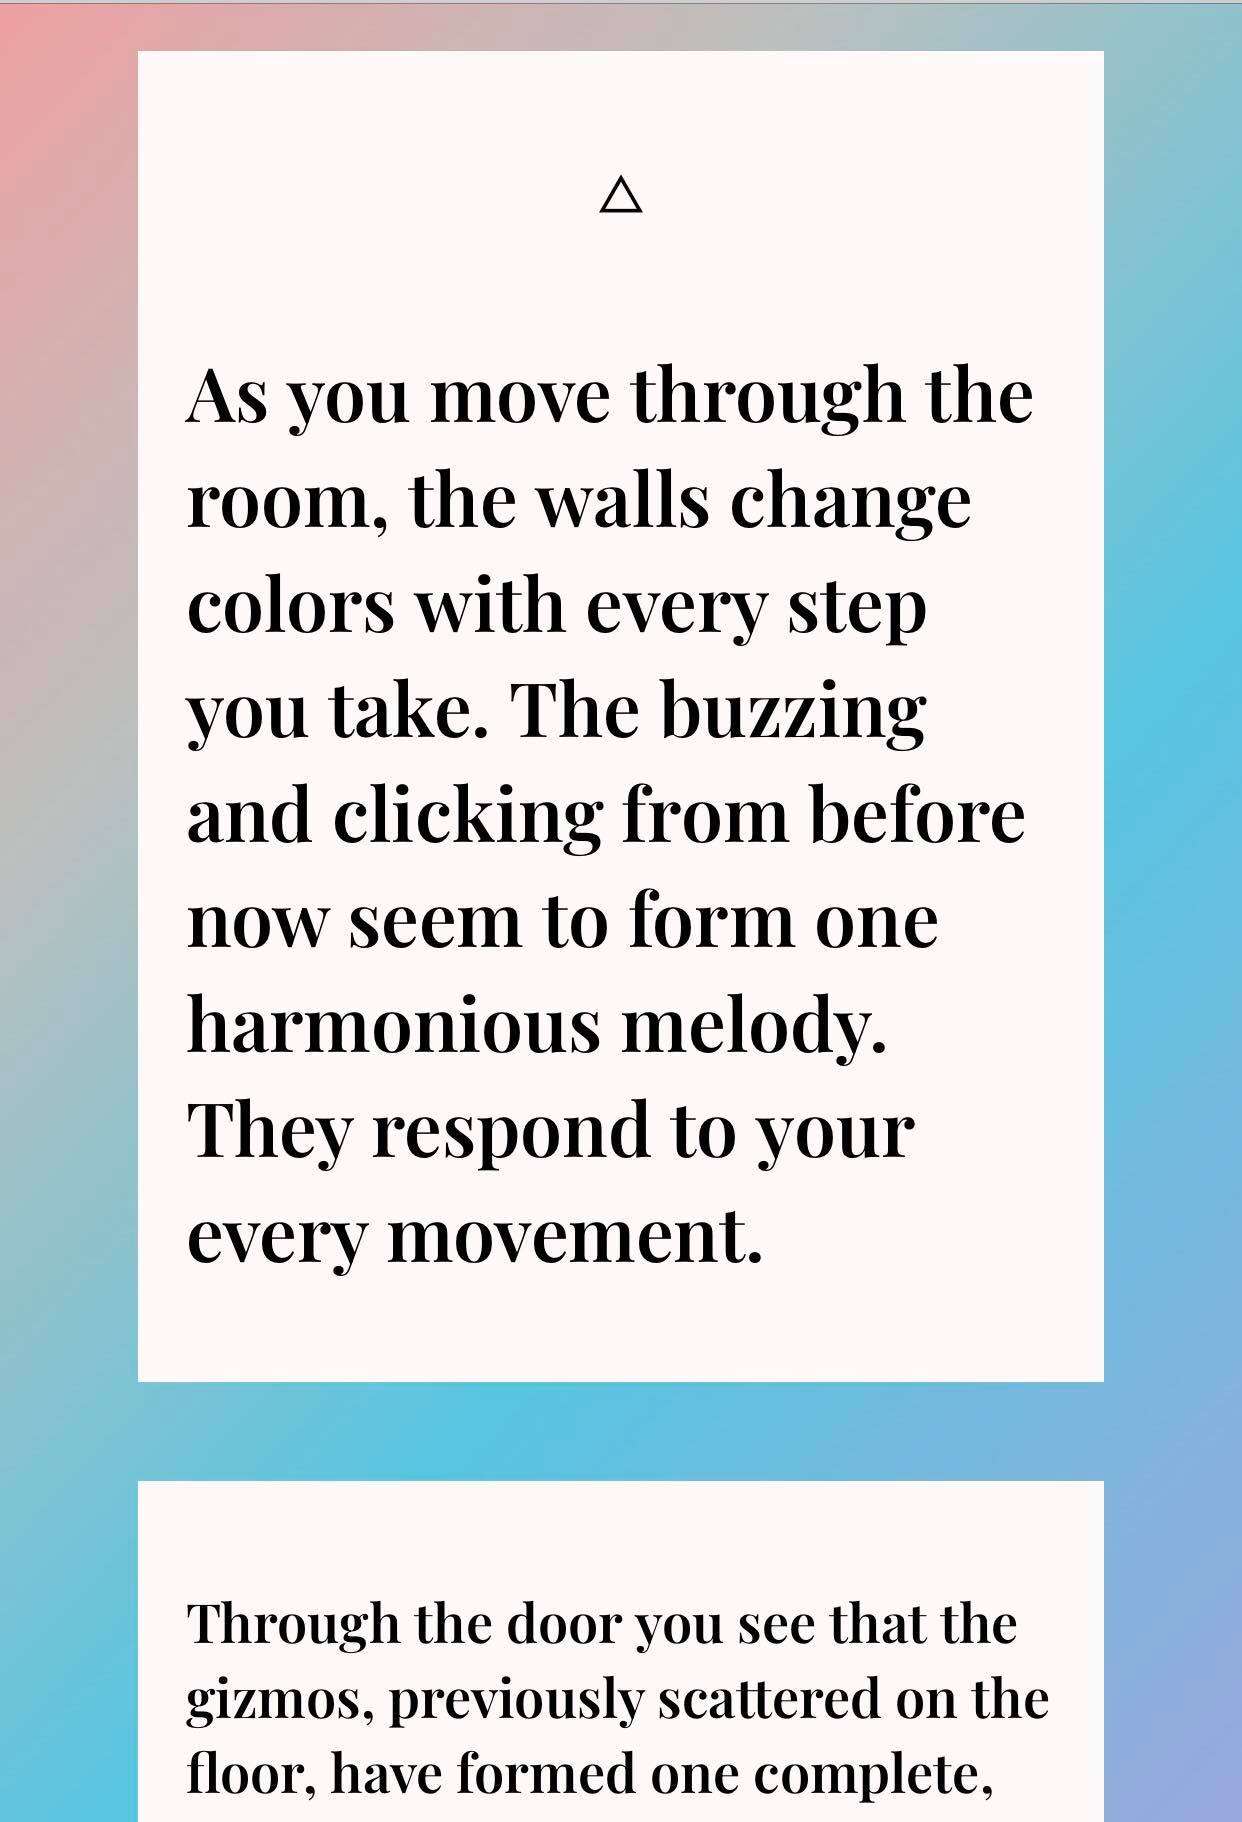 As you move through the
room, the walls change
colors with every step
you take. The buzzing
and clicking from before
now seem to form one
harmonious melody.
They respond to your
every movement.
Through the door you see that the
gizmos, previously scattered on the
floor, have formed one complete,